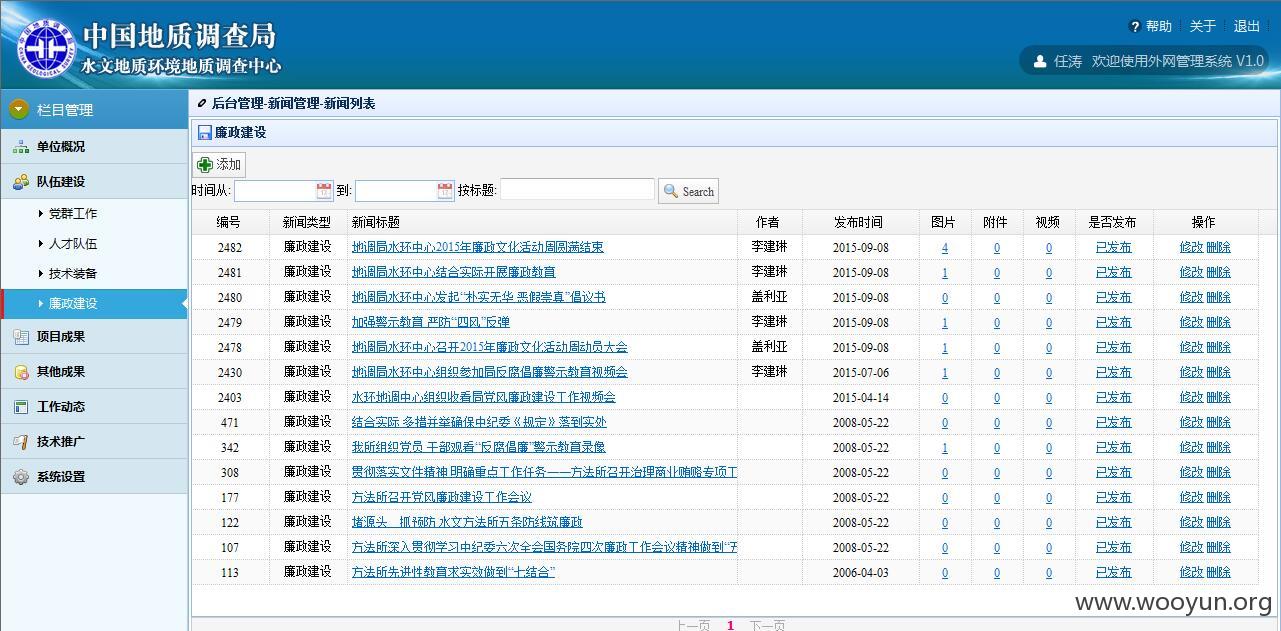 中国地质调查局
水文地质环境地质调查中心
帮助 关于 退出
任涛 欢迎使用外网管理系统 V1.0
栏目管理
单位概况
队伍建设
党群工作
人才队伍
技术装备
廉政建设
项目成果
其他成果
工作动态
技术推广
系统设置
后台管理-新闻管理-新闻列表
廉政建设
添加
时间从: 到: 按标题: Search
编号 新闻类型 新闻标题 作者 发布时间 图片 附件 视频 是否发布 操作
2482 廉政建设 地调局水环中心2015年廉政文化活动周圆满结束 李建琳 2015-09-08 4 0 0 已发布 修改 删除
2481 廉政建设 地调局水环中心结合实际开展廉政教育 李建琳 2015-09-08 1 0 0 已发布 修改 删除
2480 廉政建设 地调局水环中心发起“朴实无华 恶假崇真”倡议书 盖利亚 2015-09-08 0 0 0 已发布 修改 删除
2479 廉政建设 加强警示教育 严防“四风”反弹 李建琳 2015-09-08 1 0 0 已发布 修改 删除
2478 廉政建设 地调局水环中心召开2015年廉政文化活动周动员大会 盖利亚 2015-09-08 1 0 0 已发布 修改 删除
2430 廉政建设 地调局水环中心组织参加局反腐倡廉警示教育视频会 李建琳 2015-07-06 1 0 0 已发布 修改 删除
2403 廉政建设 水环地调中心组织收看局党风廉政建设工作视频会 2015-04-14 0 0 0 已发布 修改 删除
471 廉政建设 结合实际 多措并举确保中纪委《规定》落到实处 2008-05-22 0 0 0 已发布 修改 删除
342 廉政建设 我所组织党员 干部观看“反腐倡廉”警示教育录像 2008-05-22 1 0 0 已发布 修改 删除
308 廉政建设 贯彻落实文件精神 明确重点工作任务——方法所召开治理商业贿赂专项工 2008-05-22 0 0 0 已发布 修改 删除
177 廉政建设 方法所召开党风廉政建设工作会议 2008-05-22 0 0 0 已发布 修改 删除
122 廉政建设 堵源头 抓预防 水文方法所五条防线筑廉政 2008-05-22 0 0 0 已发布 修改 删除
107 廉政建设 方法所深入贯彻学习中纪委六次全会国务院四次廉政工作会议精神做到“ 2008-05-22 0 0 0 已发布 修改 删除
113 廉政建设 方法所先进性教育求实效做到“七结合” 2006-04-03 0 0 0 已发布 修改 删除
www.wooyun.org
上一页 1 下一页